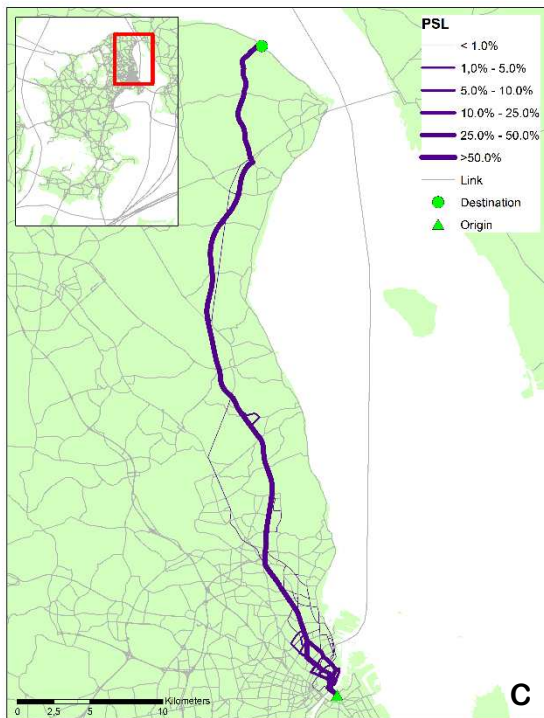 PSL
< 1.0%
1,0% - 5.0%
5.0% - 10.0%
10.0% - 25.0%
25.0% - 50.0%
>50.0%
Link
Destination
Origin
Kilometers
0 2,5 5 10
C